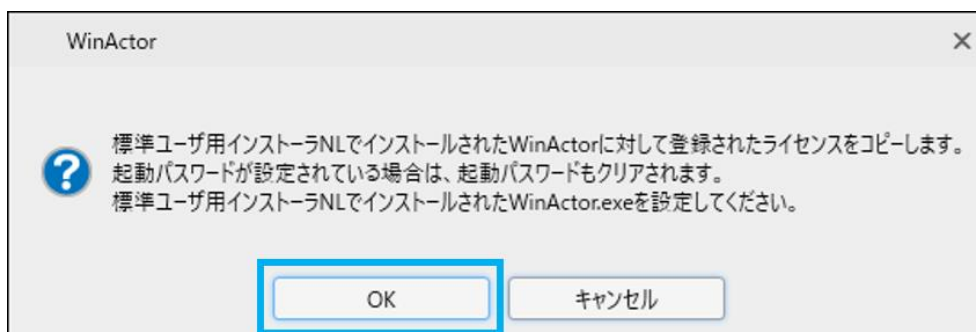 WinActor
標準ユーザ用インストーラNLでインストールされたWinActorに対して登録されたライセンスをコピーします。
起動パスワードが設定されている場合は、起動パスワードもクリアされます。
標準ユーザ用インストーラNLでインストールされたWinActor.exeを設定してください。
OK キャンセル